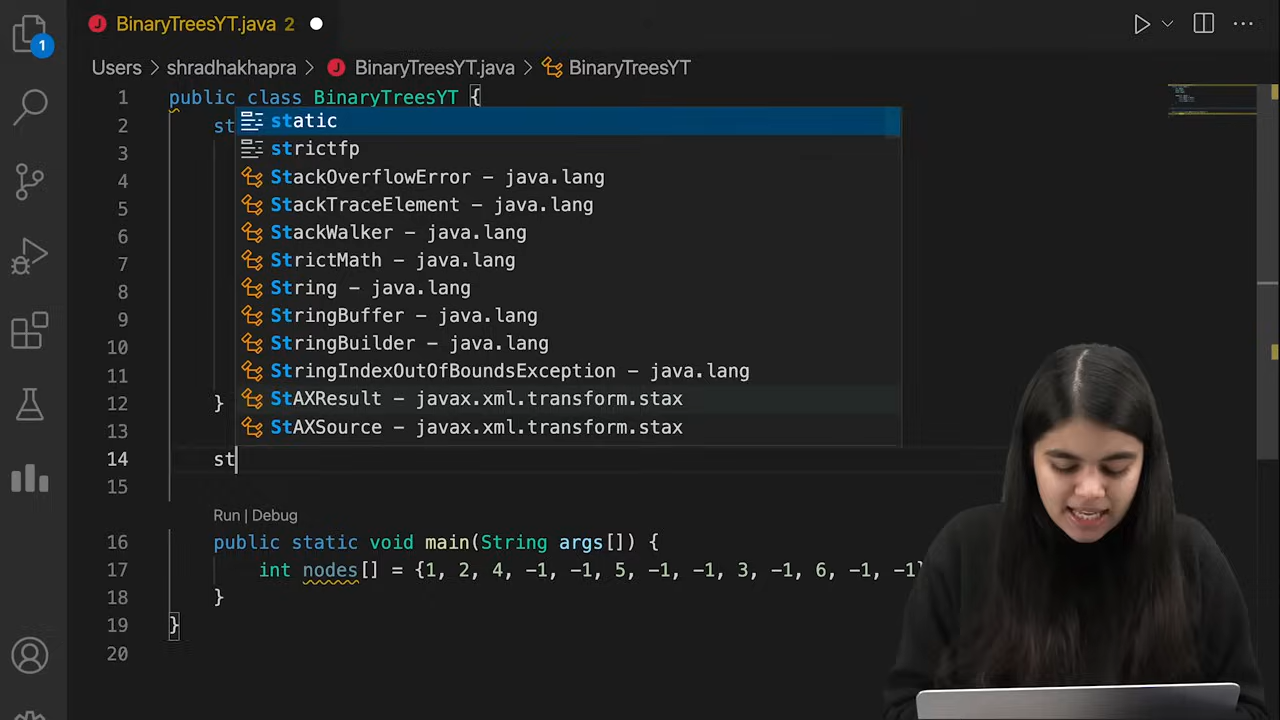 BinaryTreesYT.java 2
1
Users > shradhakhapra > BinaryTreesYT.java > BinaryTreesYT
1 public class BinaryTreesYT {
2 st
static
3 strictfp
4 StackOverflowError – java.lang
5 StackTraceElement – java.lang
6 StackWalker – java.lang
7 StrictMath – java.lang
8 String – java.lang
9 StringBuffer – java.lang
10 StringBuilder – java.lang
11 StringIndexOutOfBoundsException – java.lang
12 } StAXResult – javax.xml.transform.stax
13 StAXSource – javax.xml.transform.stax
14 st
15
Run | Debug
16 public static void main(String args[]) {
17 int nodes[] = {1, 2, 4, -1, -1, 5, -1, -1, 3, -1, 6, -1, -1}
18 }
19 }
20